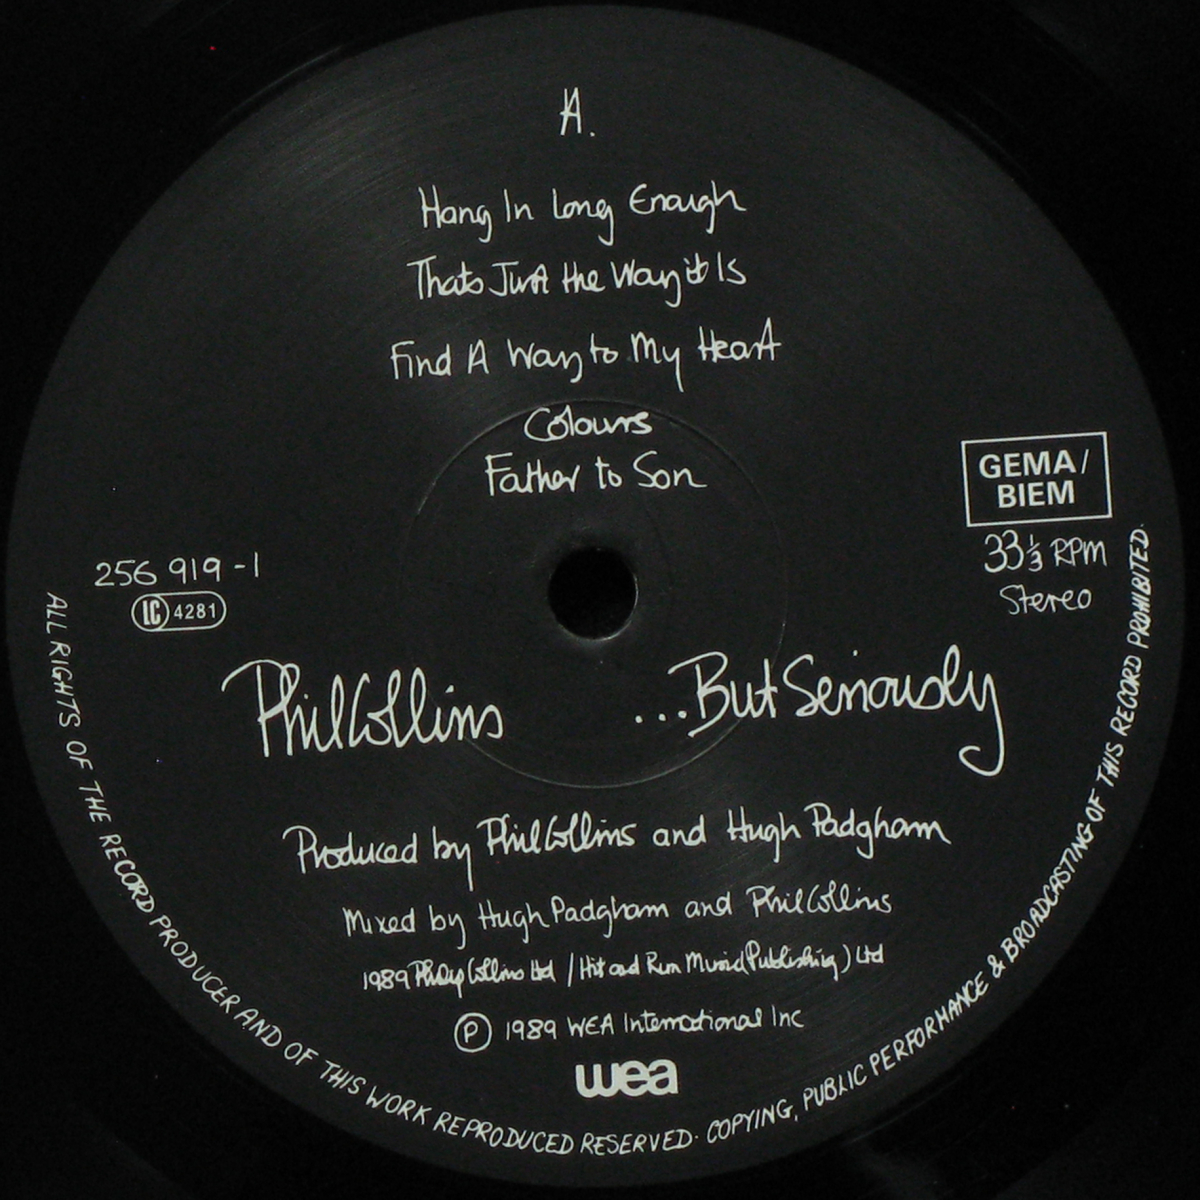 A.
Hang In Long Enough
Thats Just the Way it Is
Find A Way to My Heart
Colours
Father to Son
GEMA/
BIEM
33⅓ RPM
Stereo
256 919-1
LC 4281
Phil Collins
...But Seriously
Produced by Phil Collins and Hugh Padgham
Mixed by Hugh Padgham and Phil Collins
1989 Philip Collins Ltd / Hit and Run Music (Publishing) Ltd
Ⓟ 1989 WEA International Inc
wea
ALL RIGHTS OF THE RECORD PRODUCER AND OF THIS WORK REPRODUCED RESERVED. COPYING, PUBLIC PERFORMANCE & BROADCASTING OF THIS RECORD PROHIBITED.